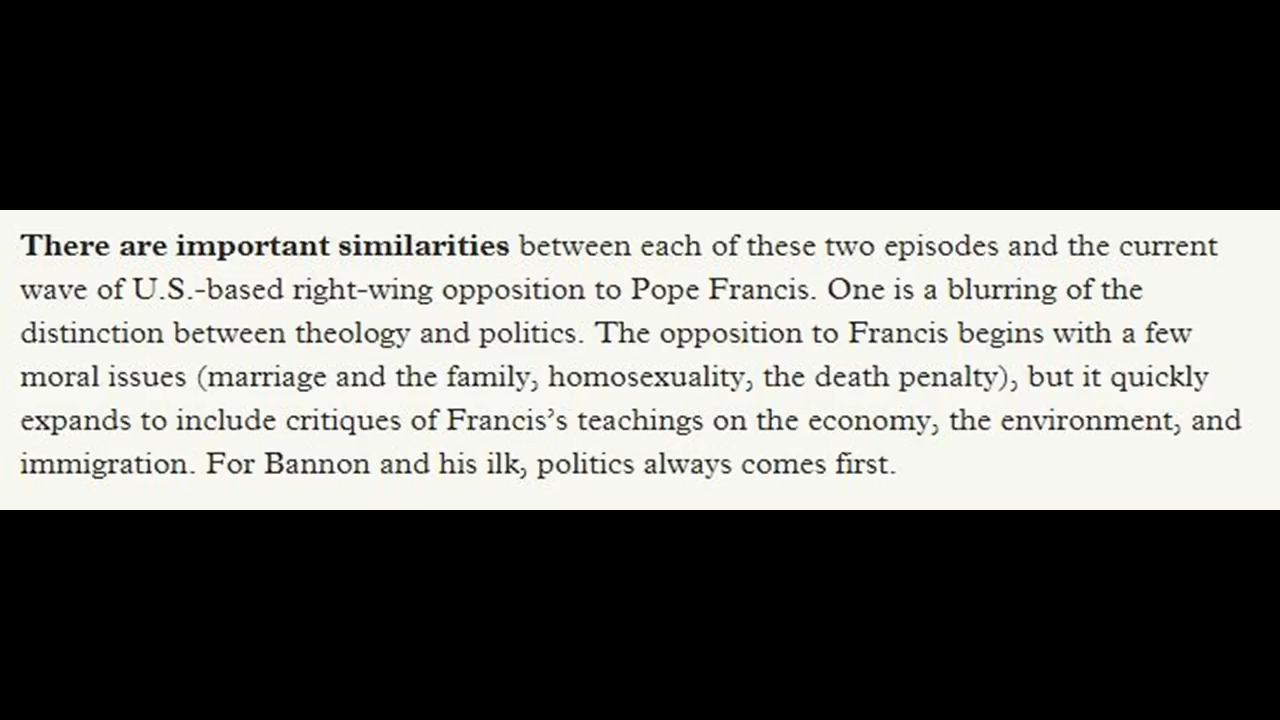 There are important similarities between each of these two episodes and the current
wave of U.S.-based right-wing opposition to Pope Francis. One is a blurring of the
distinction between theology and politics. The opposition to Francis begins with a few
moral issues (marriage and the family, homosexuality, the death penalty), but it quickly
expands to include critiques of Francis’s teachings on the economy, the environment, and
immigration. For Bannon and his ilk, politics always comes first.